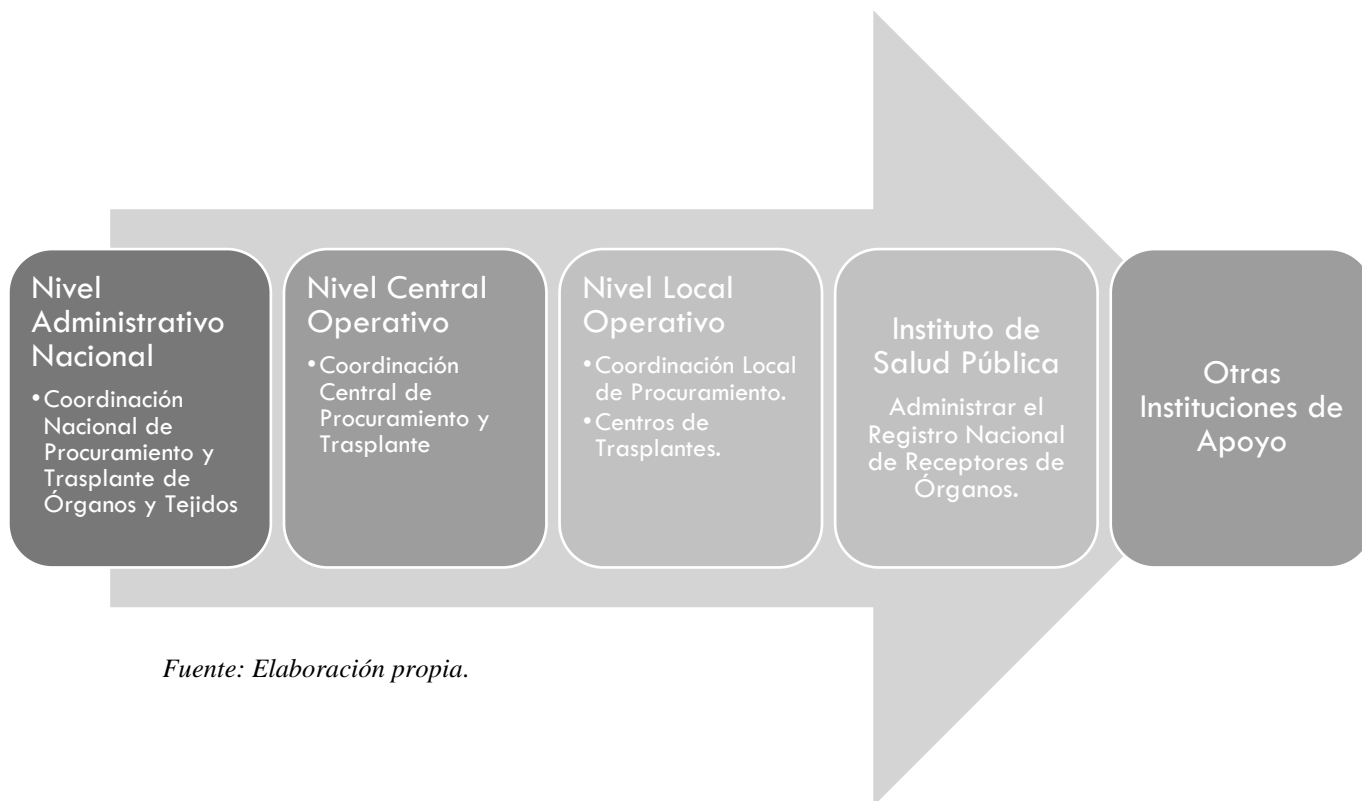 Nivel
Administrativo
Nacional
•Coordinación
Nacional de
Procuramiento y
Trasplante de
Órganos y Tejidos
Nivel Central
Operativo
•Coordinación
Central de
Procuramiento y
Trasplante
Nivel Local
Operativo
•Coordinación Local
de Procuramiento.
•Centros de
Trasplantes.
Instituto de
Salud Pública
Administrar el
Registro Nacional
de Receptores de
Órganos.
Otras
Instituciones de
Apoyo
Fuente: Elaboración propia.